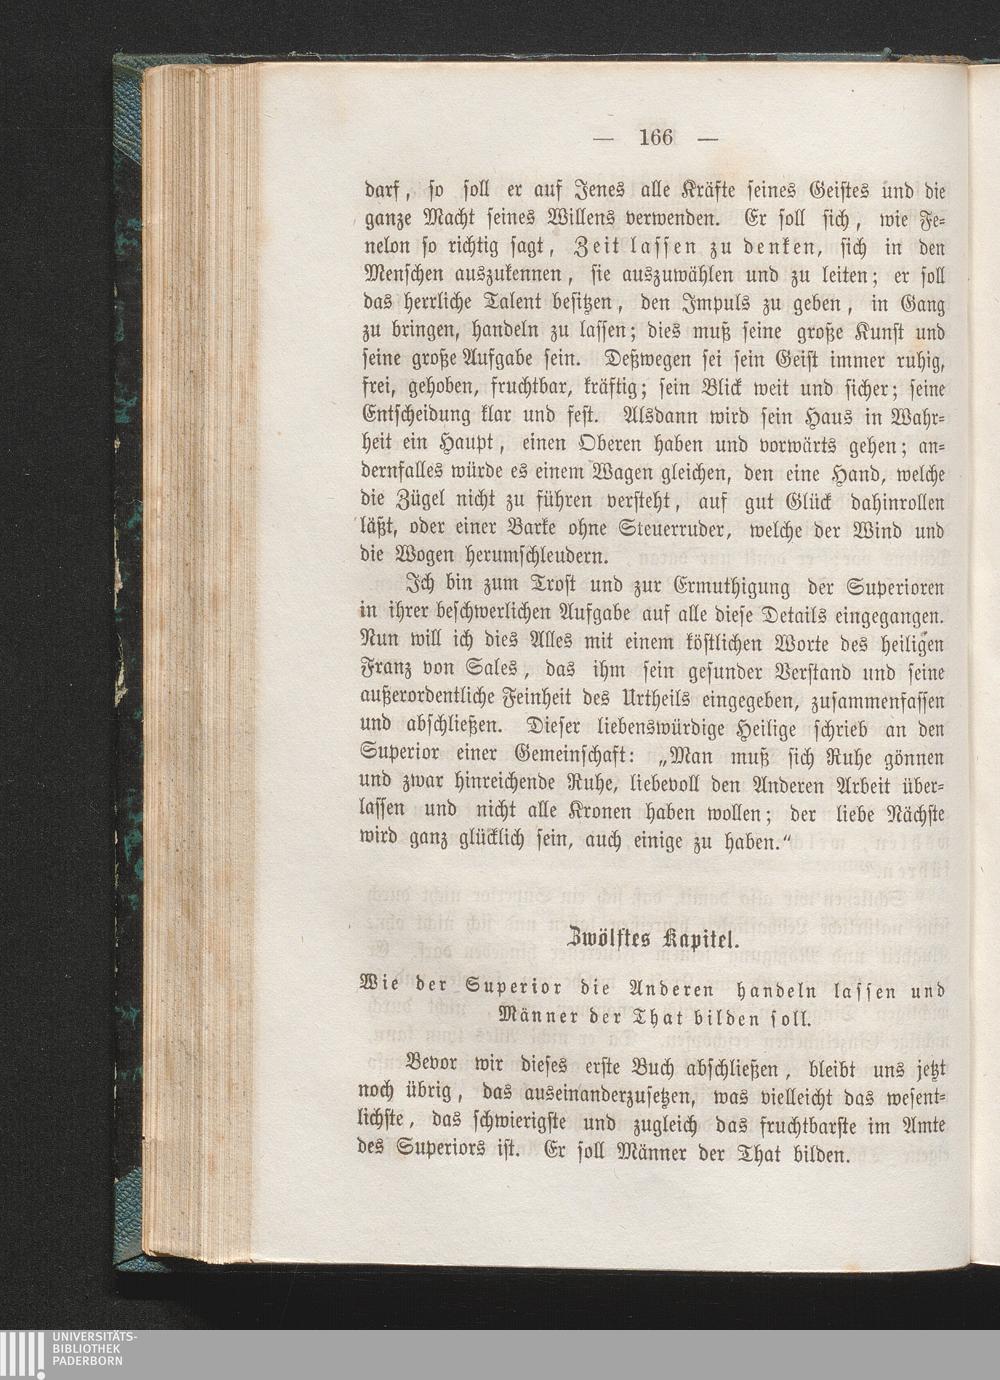 — 166 —
darf, so soll er auf Jenes alle Kräfte seines Geistes und die
ganze Macht seines Willens verwenden. Er soll sich, wie Fe-
nelon so richtig sagt, Zeit lassen zu denken, sich in den
Menschen auszukennen, sie auszuwählen und zu leiten; er soll
das herrliche Talent besitzen, den Impuls zu geben, in Gang
zu bringen, handeln zu lassen; dies muß seine große Kunst und
seine große Aufgabe sein. Deßwegen sei sein Geist immer ruhig,
frei, gehoben, fruchtbar, kräftig; sein Blick weit und sicher; seine
Entscheidung klar und fest. Alsdann wird sein Haus in Wahr-
heit ein Haupt, einen Oberen haben und vorwärts gehen; an-
dernfalles würde es einem Wagen gleichen, den eine Hand, welche
die Zügel nicht zu führen versteht, auf gut Glück dahinrollen
läßt, oder einer Barke ohne Steuerruder, welche der Wind und
die Wogen herumschleudern.
Ich bin zum Trost und zur Ermuthigung der Superioren
in ihrer beschwerlichen Aufgabe auf alle diese Details eingegangen.
Nun will ich dies Alles mit einem köstlichen Worte des heiligen
Franz von Sales, das ihm sein gesunder Verstand und seine
außerordentliche Feinheit des Urtheils eingegeben, zusammenfassen
und abschließen. Dieser liebenswürdige Heilige schrieb an den
Superior einer Gemeinschaft: „Man muß sich Ruhe gönnen
und zwar hinreichende Ruhe, liebevoll den Anderen Arbeit über-
lassen und nicht alle Kronen haben wollen; der liebe Nächste
wird ganz glücklich sein, auch einige zu haben.“
Zwölftes Kapitel.
Wie der Superior die Anderen handeln lassen und
Männer der That bilden soll.
Bevor wir dieses erste Buch abschließen, bleibt uns jetzt
noch übrig, das auseinanderzusetzen, was vielleicht das wesent-
lichste, das schwierigste und zugleich das fruchtbarste im Amte
des Superiors ist. Er soll Männer der That bilden.
UNIVERSITÄTS-
BIBLIOTHEK
PADERBORN